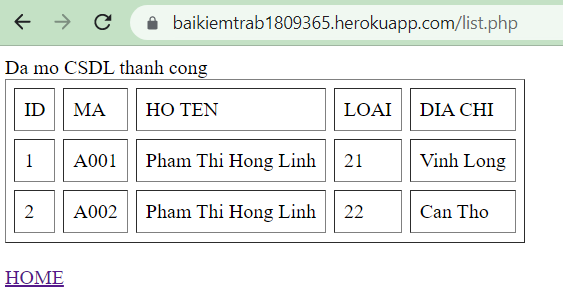 baikiemtrab1809365.herokuapp.com/list.php
Da mo CSDL thanh cong
ID MA HO TEN LOAI DIA CHI
1 A001 Pham Thi Hong Linh 21 Vinh Long
2 A002 Pham Thi Hong Linh 22 Can Tho
HOME